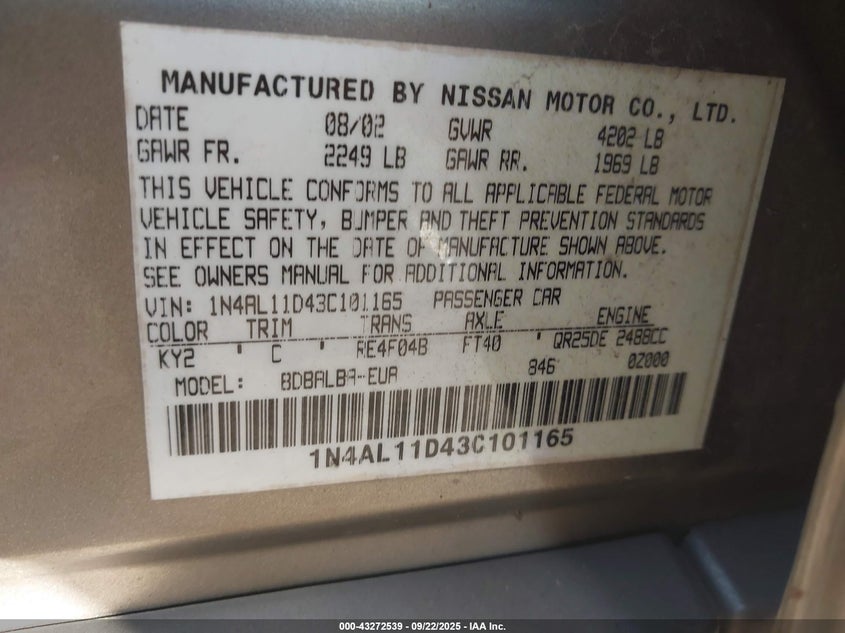 MANUFACTURED BY NISSAN MOTOR CO., LTD.
DATE 08/02 GVWR 4202 LB
GAWR FR. 2249 LB GAWR RR. 1969 LB
THIS VEHICLE CONFORMS TO ALL APPLICABLE FEDERAL MOTOR
VEHICLE SAFETY, BUMPER AND THEFT PREVENTION STANDARDS
IN EFFECT ON THE DATE OF MANUFACTURE SHOWN ABOVE.
SEE OWNERS MANUAL FOR ADDITIONAL INFORMATION.
VIN: 1N4AL11D43C101165 PASSENGER CAR
COLOR TRIM TRANS AXLE ENGINE
KY2 ' C ' RE4F04B FT40 ' QR25DE 2488CC
MODEL: BDBALBA-EUA 846 0Z000
1N4AL11D43C101165
000-43272539 - 09/22/2025 - IAA Inc.